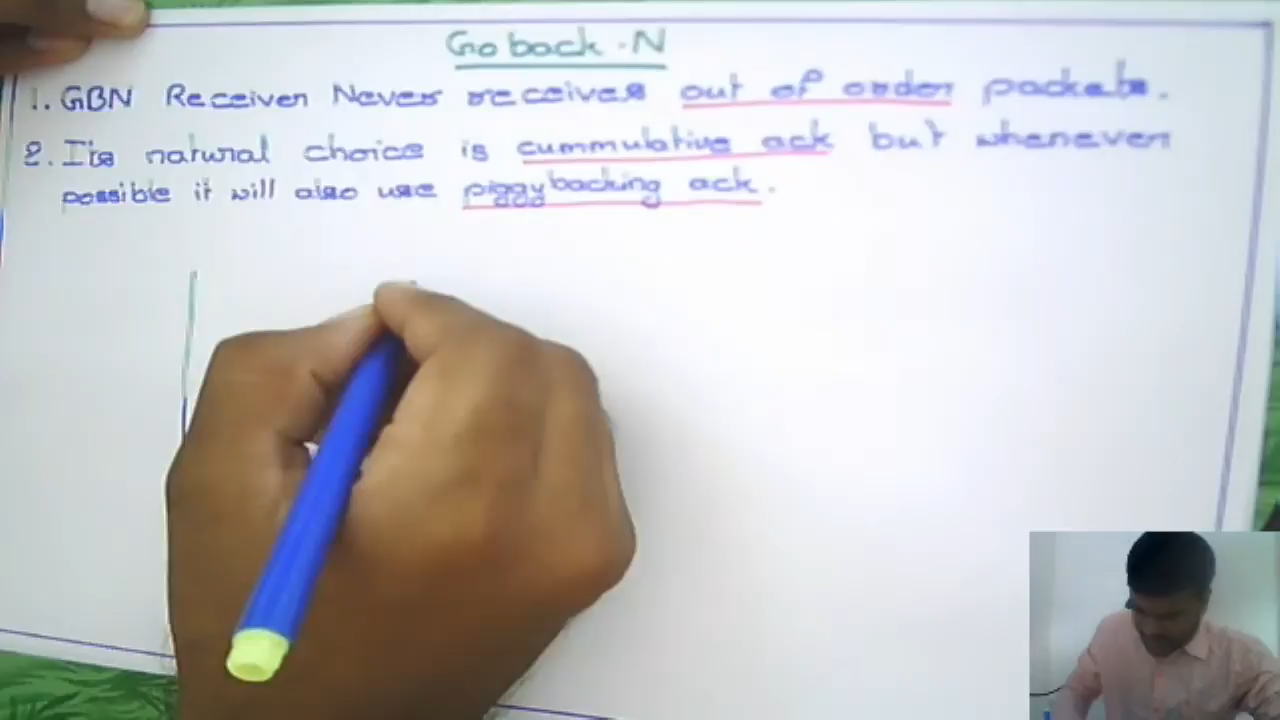 Go back - N
1. GBN Receiver Never receives out of order packets.
2. Its natural choice is cummulative ack but whenever
possible it will also use piggybacking ack.